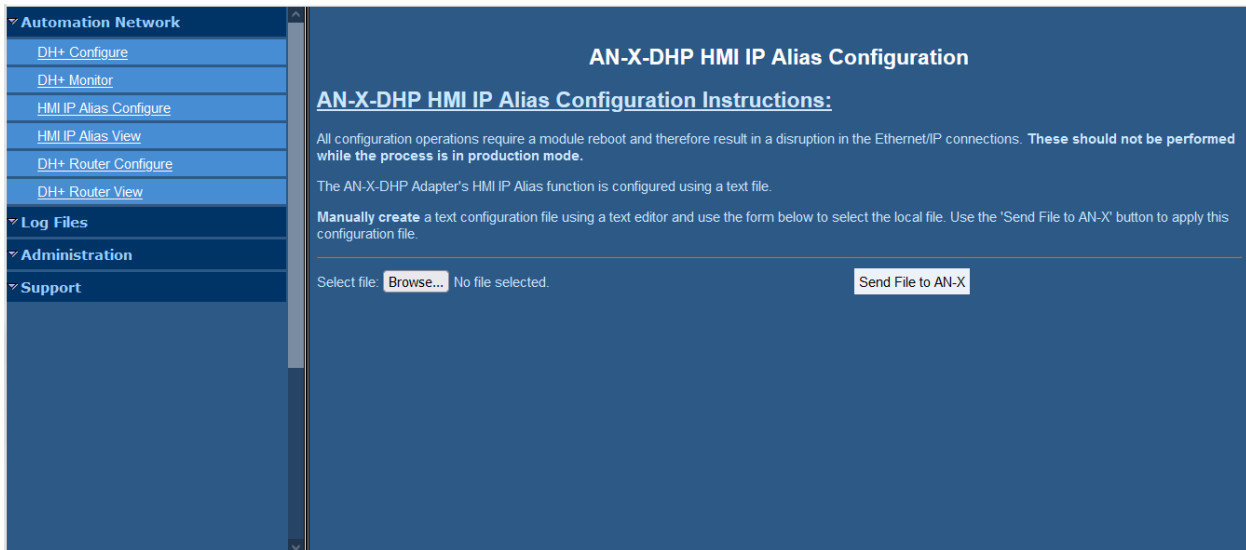 Automation Network
DH+ Configure
DH+ Monitor
HMI IP Alias Configure
HMI IP Alias View
DH+ Router Configure
DH+ Router View
Log Files
Administration
Support
AN-X-DHP HMI IP Alias Configuration
AN-X-DHP HMI IP Alias Configuration Instructions:
All configuration operations require a module reboot and therefore result in a disruption in the Ethernet/IP connections. These should not be performed
while the process is in production mode.
The AN-X-DHP Adapter's HMI IP Alias function is configured using a text file.
Manually create a text configuration file using a text editor and use the form below to select the local file. Use the 'Send File to AN-X' button to apply this
configuration file.
Select file: Browse... No file selected. Send File to AN-X